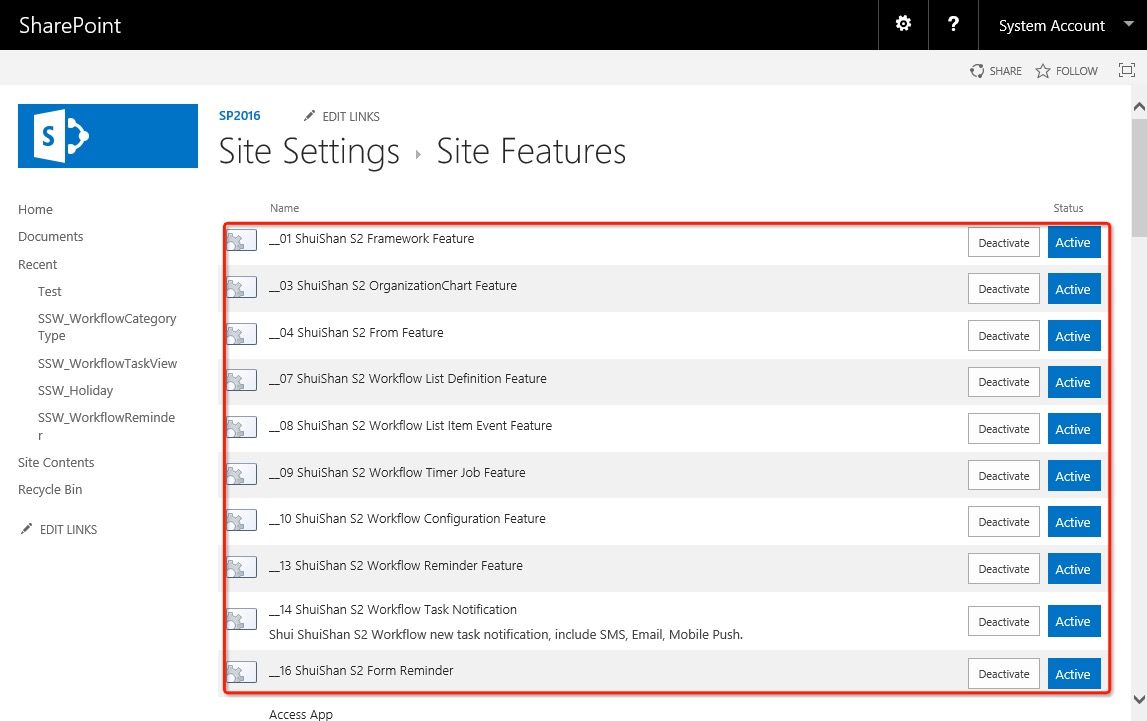 SharePoint
?
System Account
SHARE
FOLLOW
S
SP2016
EDIT LINKS
Site Settings › Site Features
Home
Documents
Recent
Test
SSW_WorkflowCategory
Type
SSW_WorkflowTaskView
SSW_Holiday
SSW_WorkflowReminde
r
Site Contents
Recycle Bin
EDIT LINKS
Name Status
__01 ShuiShan S2 Framework Feature Deactivate Active
__03 ShuiShan S2 OrganizationChart Feature Deactivate Active
__04 ShuiShan S2 From Feature Deactivate Active
__07 ShuiShan S2 Workflow List Definition Feature Deactivate Active
__08 ShuiShan S2 Workflow List Item Event Feature Deactivate Active
__09 ShuiShan S2 Workflow Timer Job Feature Deactivate Active
__10 ShuiShan S2 Workflow Configuration Feature Deactivate Active
__13 ShuiShan S2 Workflow Reminder Feature Deactivate Active
__14 ShuiShan S2 Workflow Task Notification
Shui ShuiShan S2 Workflow new task notification, include SMS, Email, Mobile Push. Deactivate Active
__16 ShuiShan S2 Form Reminder Deactivate Active
Access App